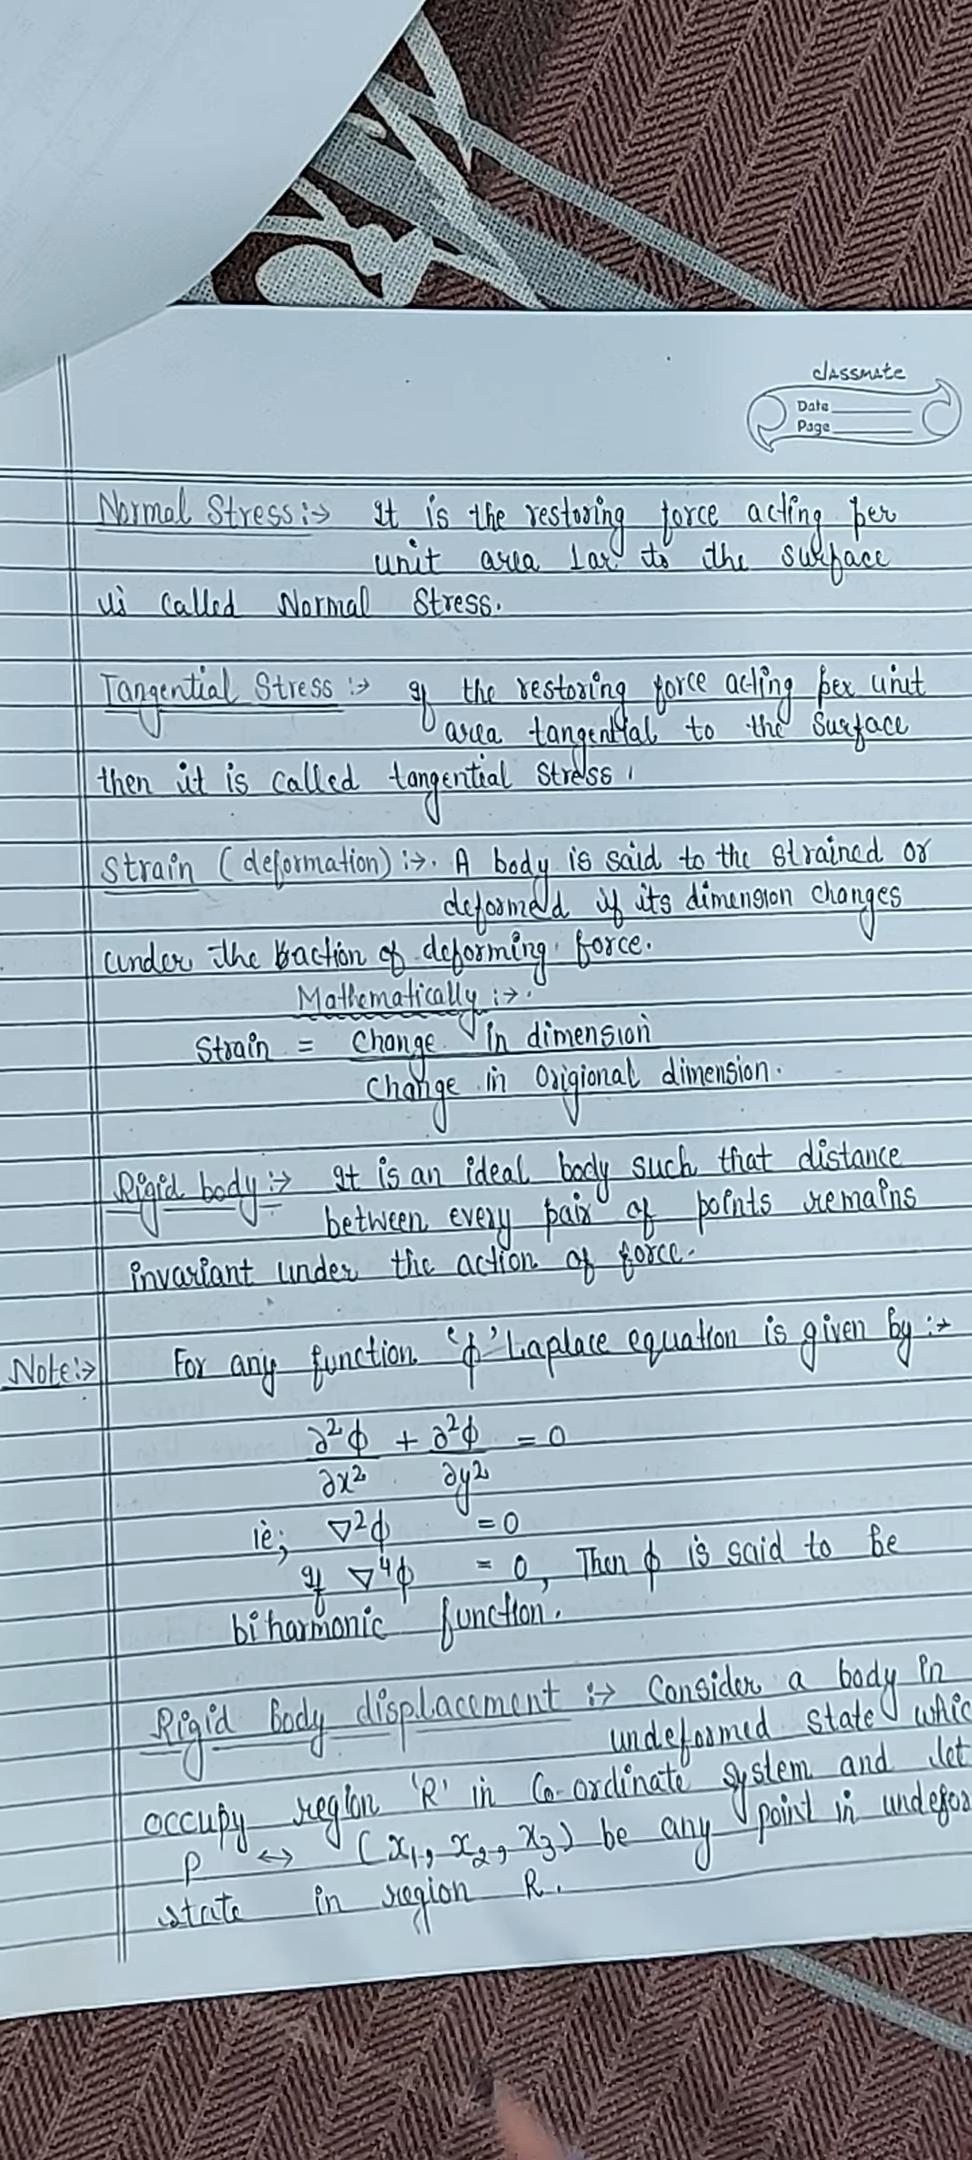 classmate
Date
Page
Normal Stress :→ It is the restoring force acting per
unit area ⊥ar to the surface
is called Normal Stress.
Tangential Stress :→ If the restoring force acting per unit
area tangential to the surface
then it is called tangential stress.
Strain (deformation) :→. A body is said to the strained or
deformed if its dimension changes
under the action of deforming force.
Mathematically :→.
Strain = Change in dimension
Change in Origional dimension.
Rigid body :→ It is an ideal body such that distance
between every pair of points remains
invariant under the action of force.
Note :→ For any function 'ϕ' Laplace equation is given by :→
∂²ϕ + ∂²ϕ = 0
∂x² ∂y²
ie; ∇²ϕ = 0
If ∇⁴ϕ = 0, Then ϕ is said to be
biharmonic function.
Rigid body displacement :→ Consider a body in
undeformed state whic
occupy region 'R' in Co-ordinate system and let
P ↔ (x₁, x₂, x₃) be any point in undefor
state in region R.